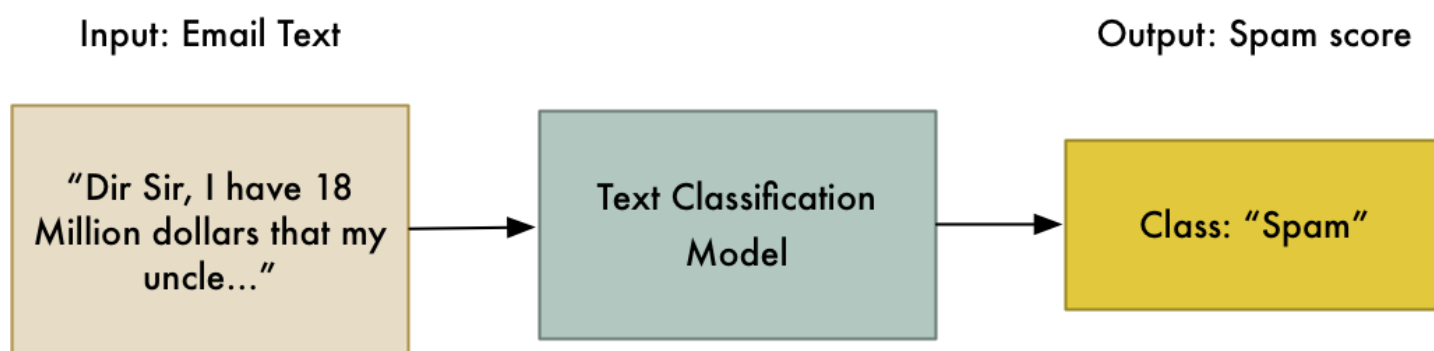 Input: Email Text
Output: Spam score
“Dir Sir, I have 18
Million dollars that my
uncle...”
Text Classification
Model
Class: “Spam”